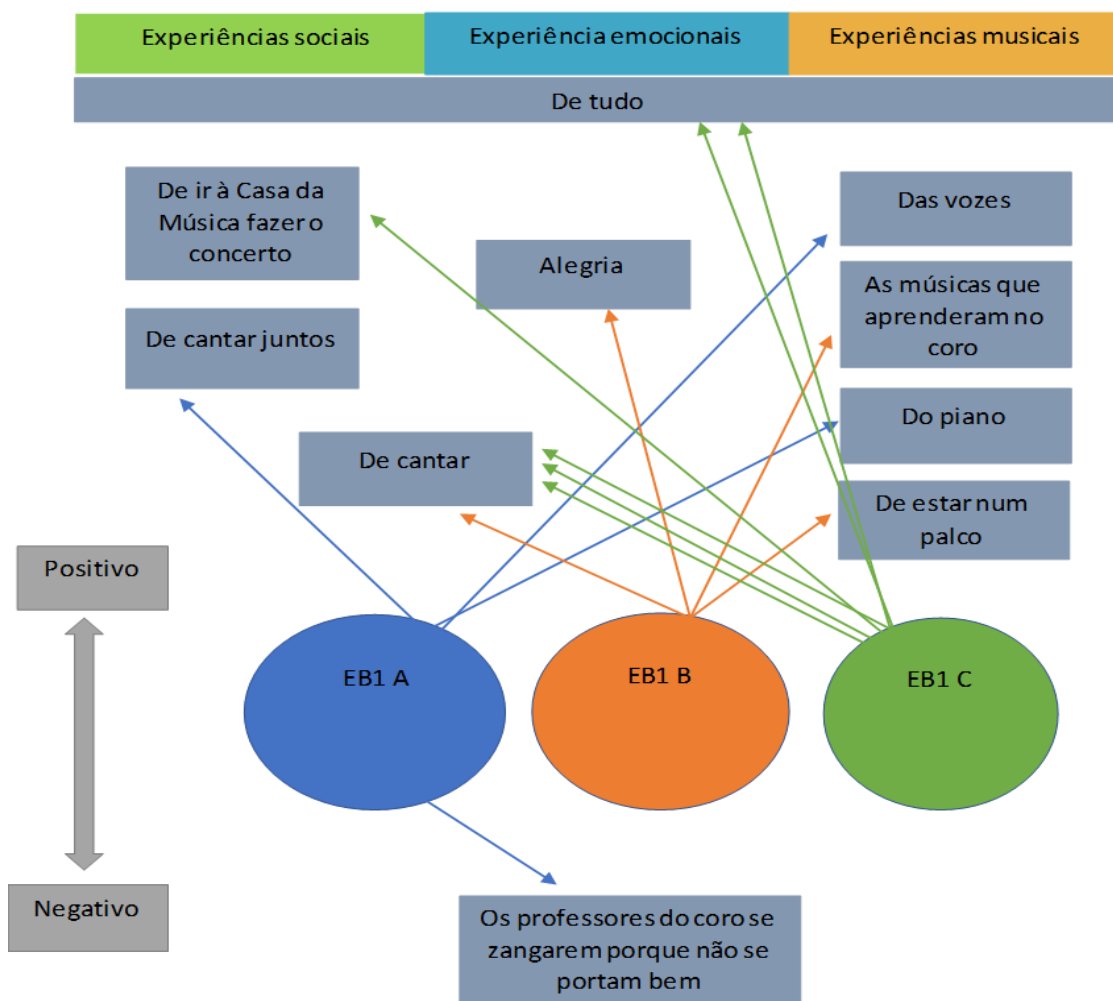 Experiências sociais
Experiência emocionais
Experiências musicais
De tudo
De ir à Casa da
Música fazer o
concerto
Das vozes
Alegria
As músicas que
aprenderam no
coro
De cantar juntos
Do piano
De cantar
De estar num
palco
Positivo
EB1 A
EB1 B
EB1 C
Negativo
Os professores do coro se
zangarem porque não se
portam bem